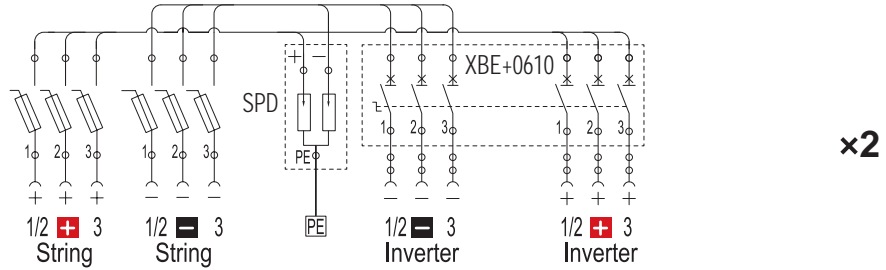 + −
XBE+0610
SPD
×2
1 2 3 1 2 3 1 2 3 1 2 3
PE
+ + + − − − − − − + + +
1/2 + 3 1/2 − 3 PE 1/2 − 3 1/2 + 3
String String Inverter Inverter